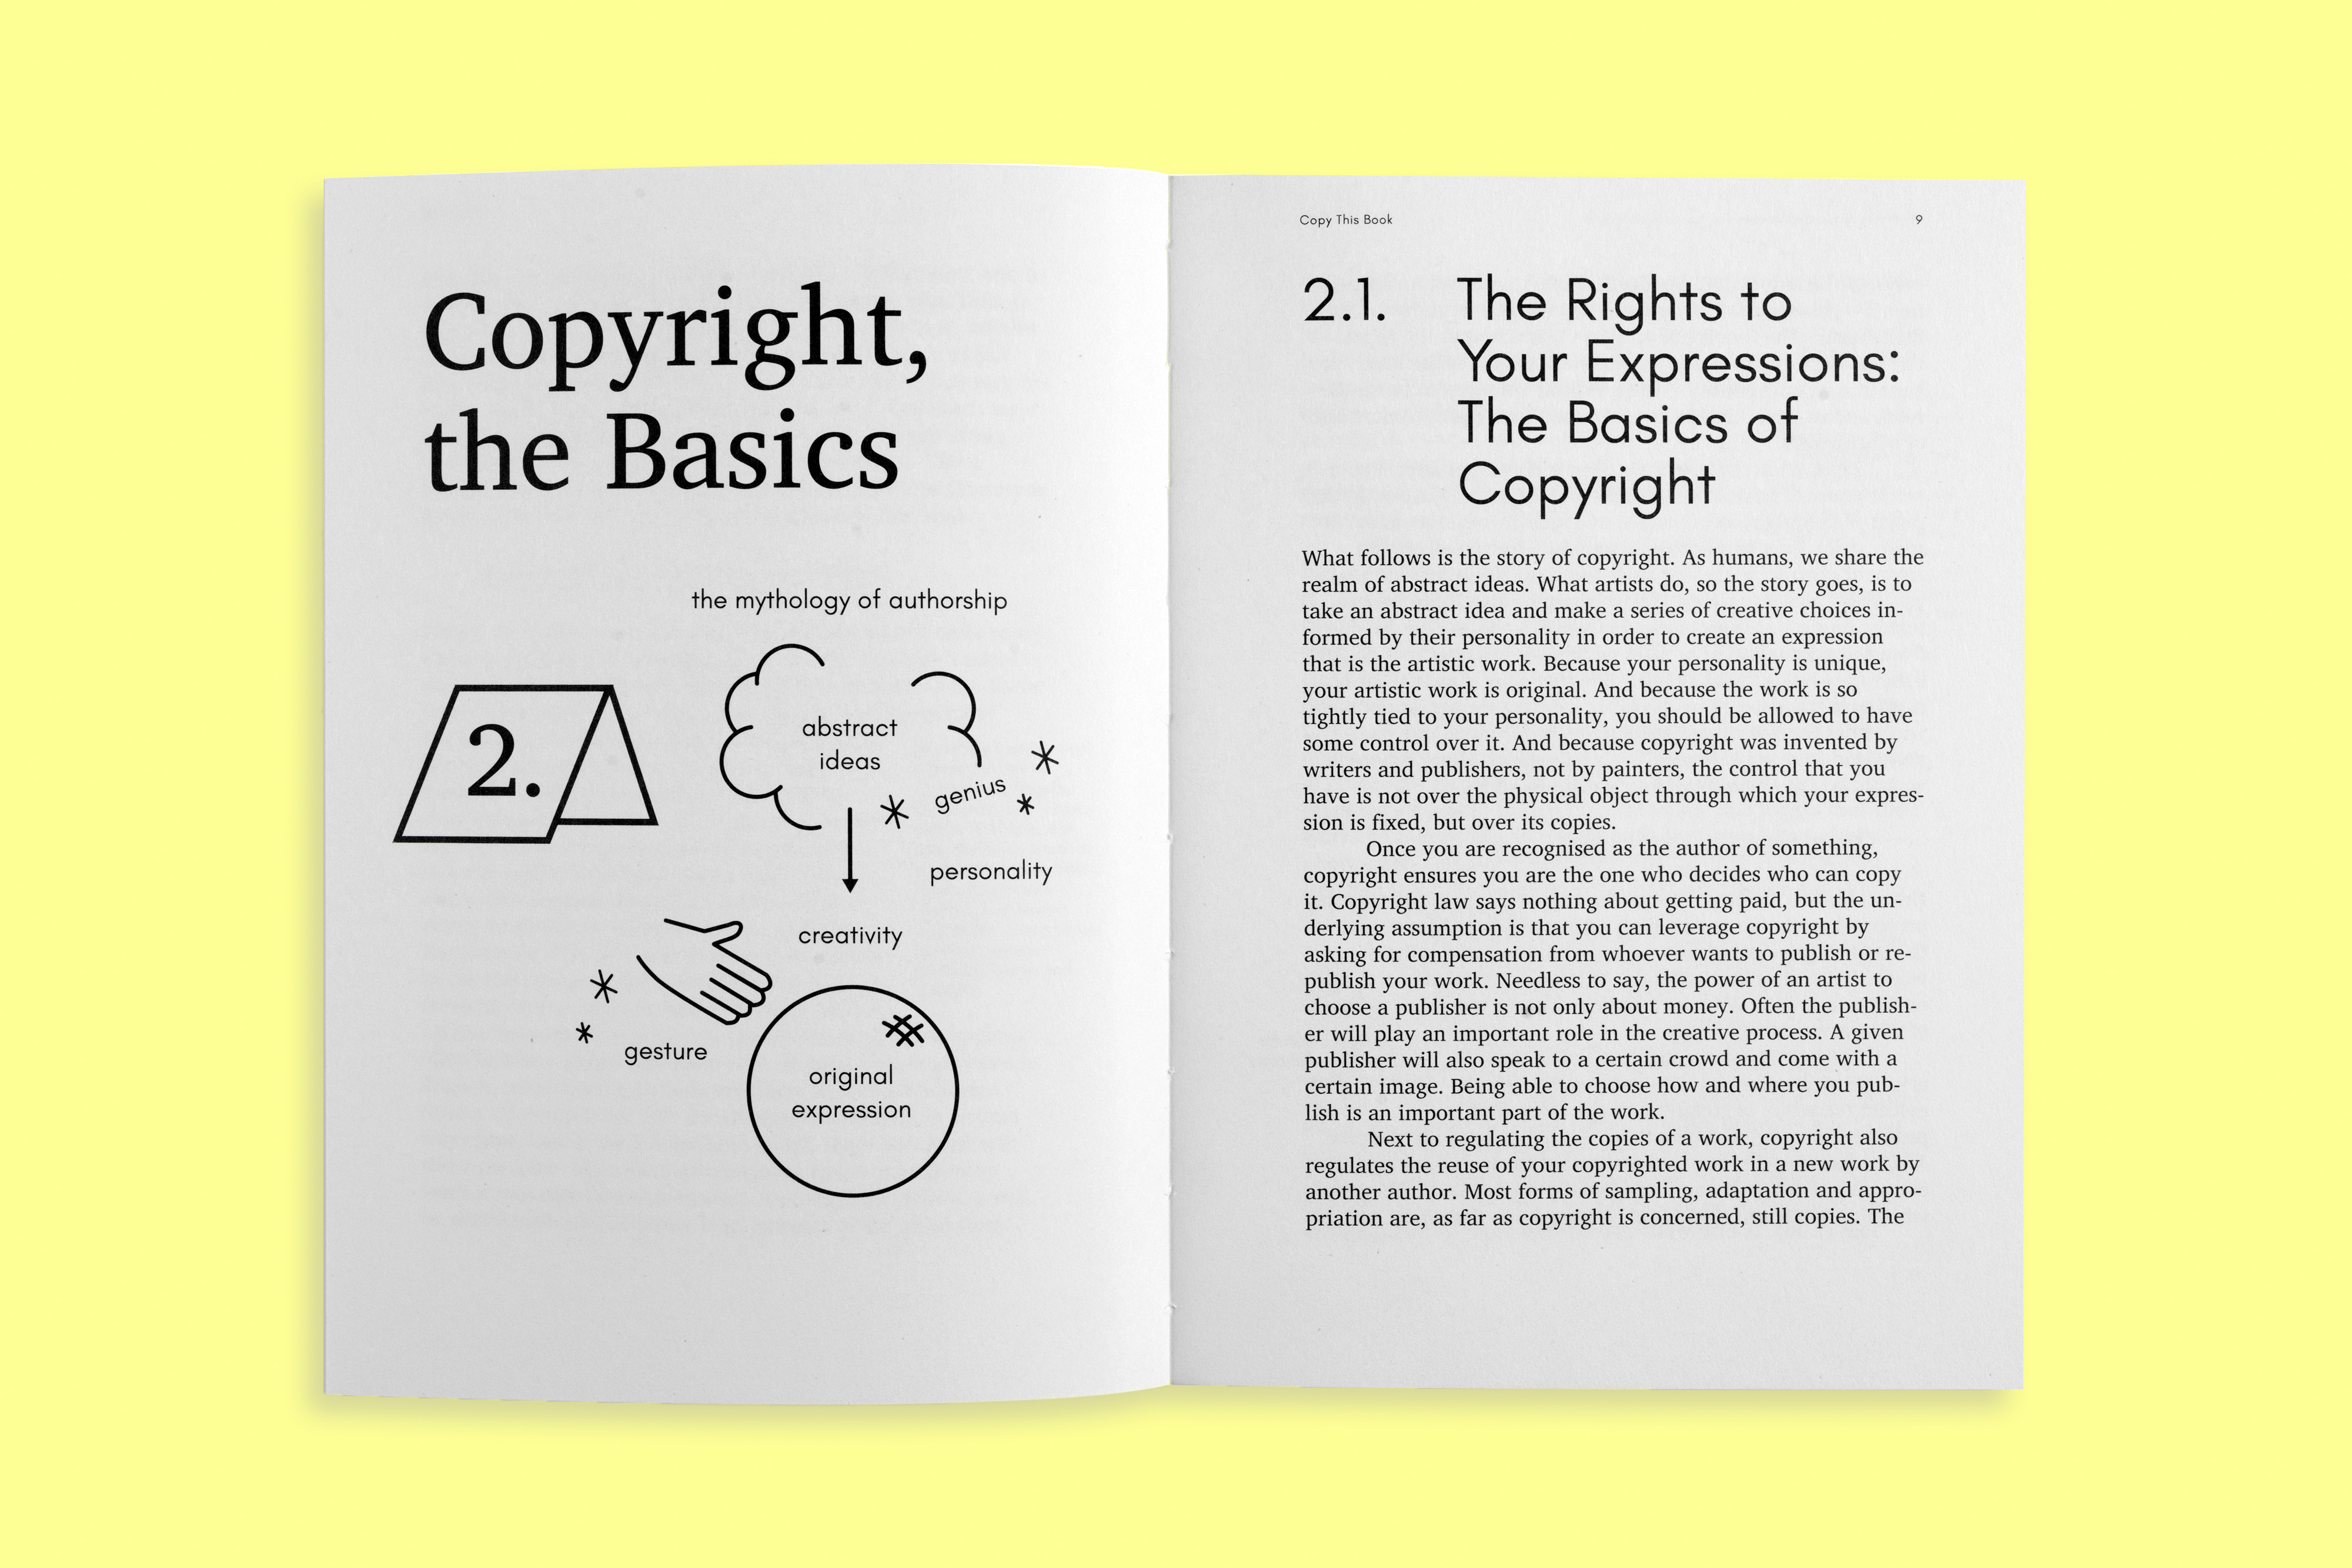 Copyright,
the Basics
the mythology of authorship
2.
abstract
ideas
genius
personality
creativity
gesture
original
expression
Copy This Book
9
2.1. The Rights to
Your Expressions:
The Basics of
Copyright
What follows is the story of copyright. As humans, we share the
realm of abstract ideas. What artists do, so the story goes, is to
take an abstract idea and make a series of creative choices in-
formed by their personality in order to create an expression
that is the artistic work. Because your personality is unique,
your artistic work is original. And because the work is so
tightly tied to your personality, you should be allowed to have
some control over it. And because copyright was invented by
writers and publishers, not by painters, the control that you
have is not over the physical object through which your expres-
sion is fixed, but over its copies.
Once you are recognised as the author of something,
copyright ensures you are the one who decides who can copy
it. Copyright law says nothing about getting paid, but the un-
derlying assumption is that you can leverage copyright by
asking for compensation from whoever wants to publish or re-
publish your work. Needless to say, the power of an artist to
choose a publisher is not only about money. Often the publish-
er will play an important role in the creative process. A given
publisher will also speak to a certain crowd and come with a
certain image. Being able to choose how and where you pub-
lish is an important part of the work.
Next to regulating the copies of a work, copyright also
regulates the reuse of your copyrighted work in a new work by
another author. Most forms of sampling, adaptation and appro-
priation are, as far as copyright is concerned, still copies. The